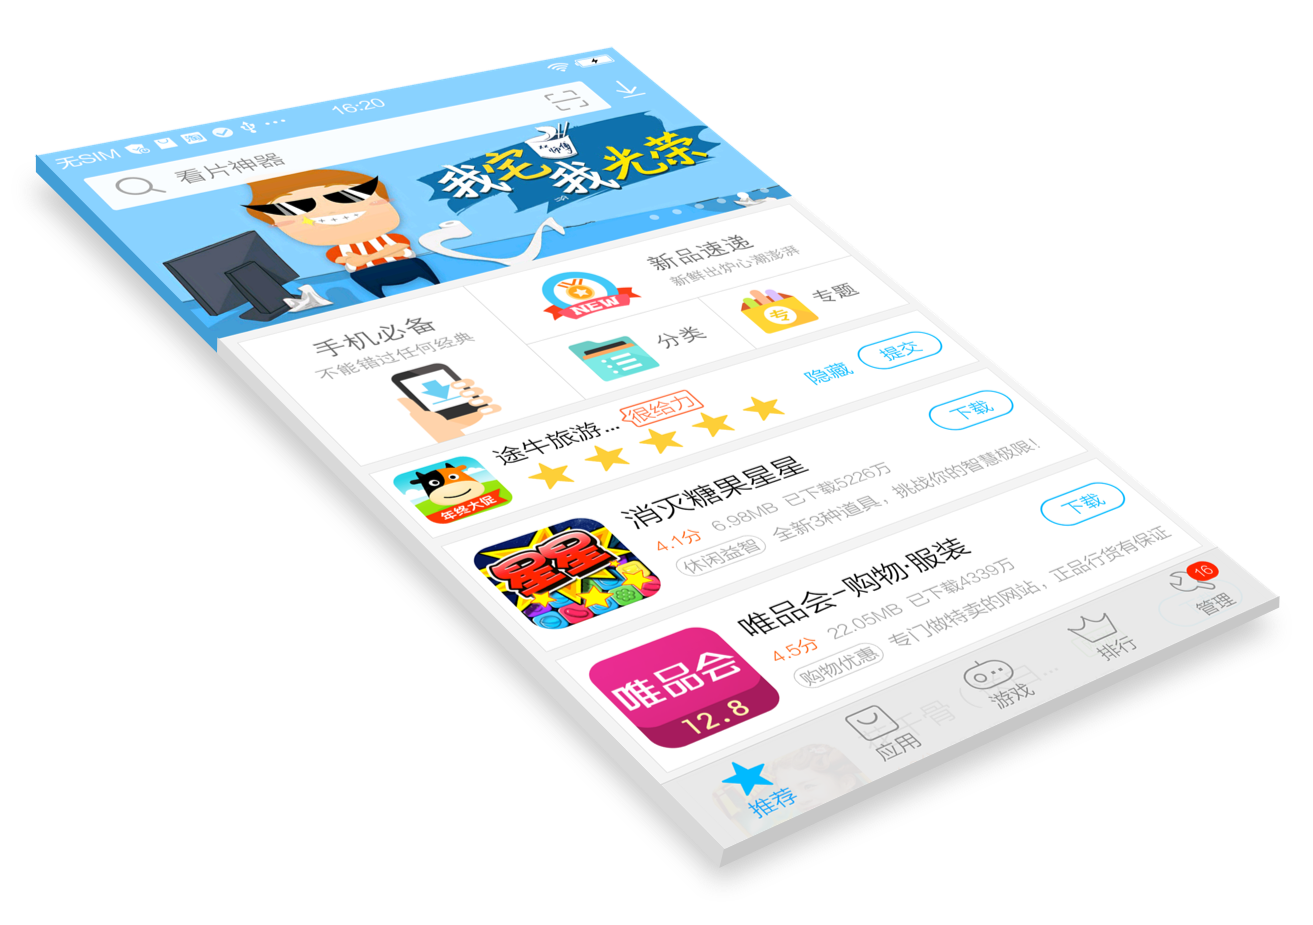 无SIM
16:20
看片神器
我宅我光荣
手机必备
不能错过任何经典
新品速递
新鲜出炉心潮澎湃
NEW
分类
专题
专
途牛旅游...
很给力
隐藏
提交
年终大促
消灭糖果星星
4.1分 6.98MB 已下载5226万
休闲益智 全新3种道具，挑战你的智慧极限！
下载
星星
唯品会-购物·服装
4.5分 22.05MB 已下载4339万
购物优惠 专门做特卖的网站，正品行货有保证
下载
唯品会
12.8
推荐
应用
游戏
排行
管理
16